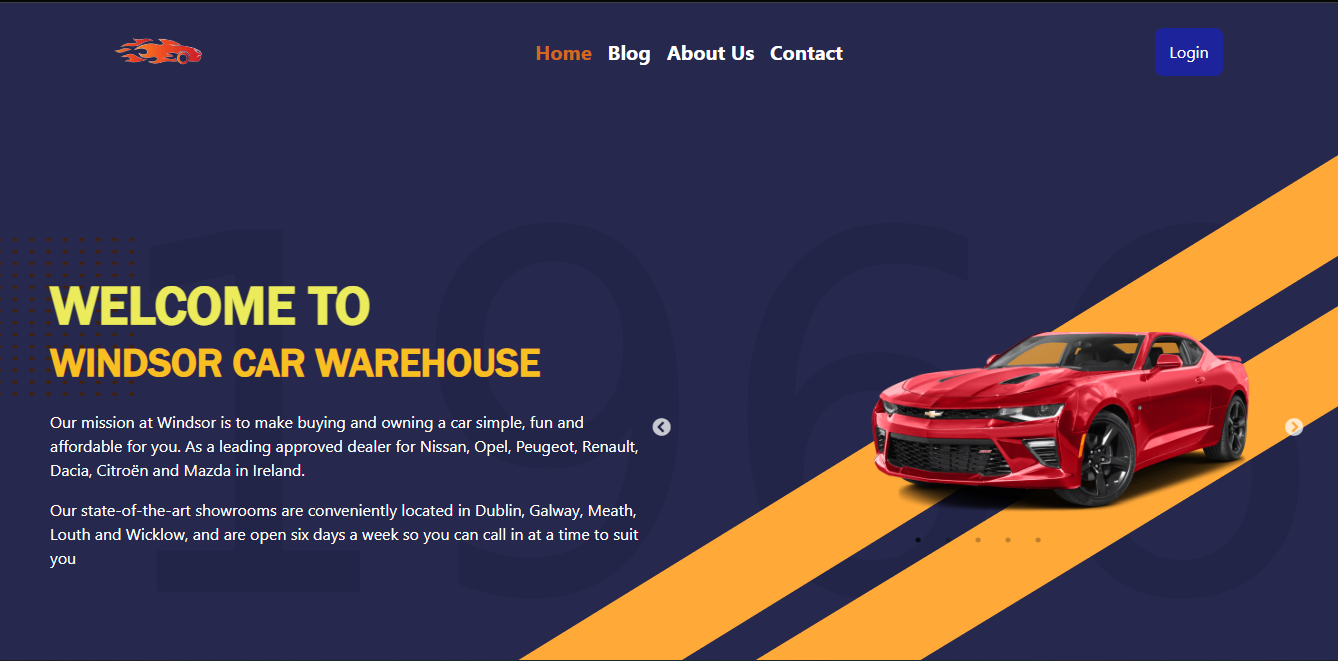 Home Blog About Us Contact
Login
1966
WELCOME TO
WINDSOR CAR WAREHOUSE
Our mission at Windsor is to make buying and owning a car simple, fun and
affordable for you. As a leading approved dealer for Nissan, Opel, Peugeot, Renault,
Dacia, Citroën and Mazda in Ireland.
Our state-of-the-art showrooms are conveniently located in Dublin, Galway, Meath,
Louth and Wicklow, and are open six days a week so you can call in at a time to suit
you